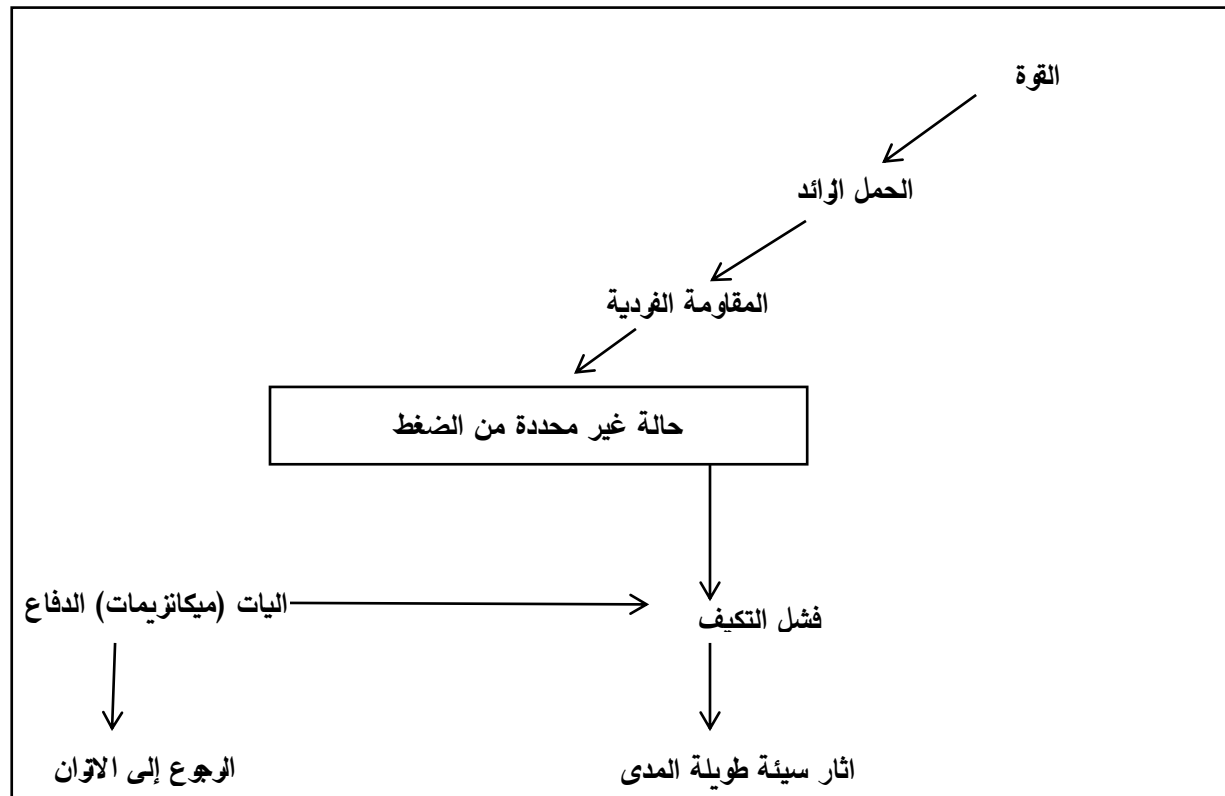 القوة
الحمل الزائد
المقاومة الفردية
حالة غير محددة من الضغط
اليات (ميكانزيمات) الدفاع
فشل التكيف
الرجوع إلى الاتزان
اثار سيئة طويلة المدى